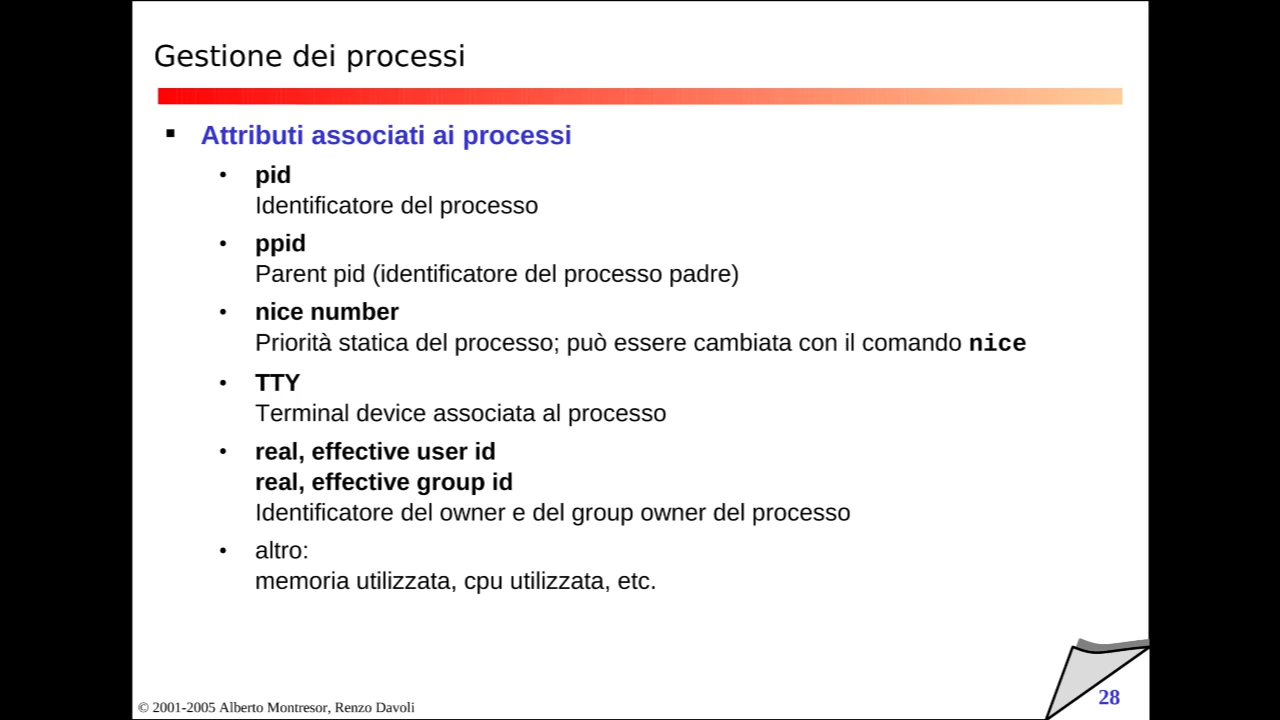 Gestione dei processi
Attributi associati ai processi
pid
Identificatore del processo
ppid
Parent pid (identificatore del processo padre)
nice number
Priorità statica del processo; può essere cambiata con il comando nice
TTY
Terminal device associata al processo
real, effective user id
real, effective group id
Identificatore del owner e del group owner del processo
altro:
memoria utilizzata, cpu utilizzata, etc.
© 2001-2005 Alberto Montresor, Renzo Davoli
28